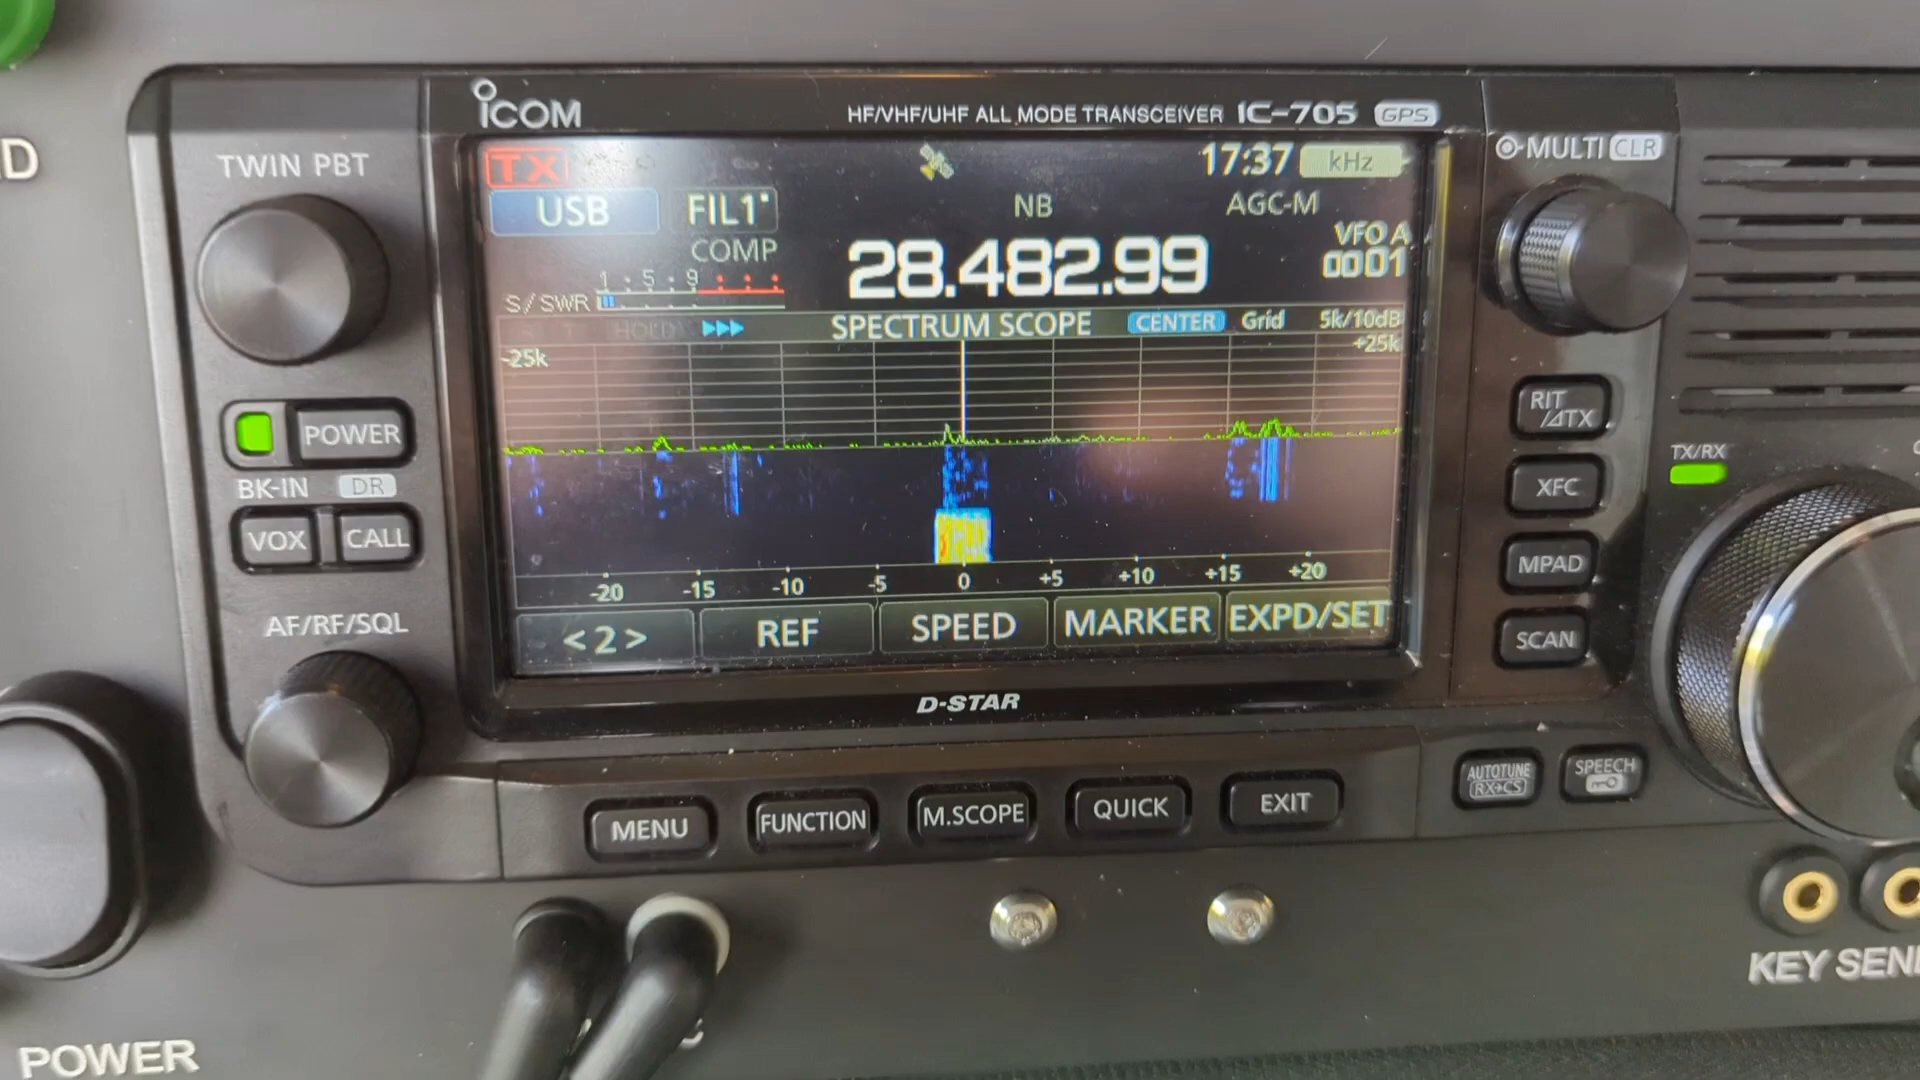 ICOM
HF/VHF/UHF ALL MODE TRANSCEIVER IC-705 GPS
D
TWIN PBT
MULTI CLR
TX
17:37 kHz
USB
FIL1
NB
AGC-M
COMP
28.482.99
VFO A
0001
1 . 5 . 9
S/SWR
HOLD
SPECTRUM SCOPE
CENTER
Grid
5k/10dB
-25k
+25k
-20 -15 -10 -5 0 +5 +10 +15 +20
<2>
REF
SPEED
MARKER
EXPD/SET
D-STAR
POWER
BK-IN DR
VOX
CALL
AF/RF/SQL
RIT
/ΔTX
XFC
MPAD
SCAN
TX/RX
AUTOTUNE
RX→CS
SPEECH
MENU
FUNCTION
M.SCOPE
QUICK
EXIT
KEY SEN
POWER